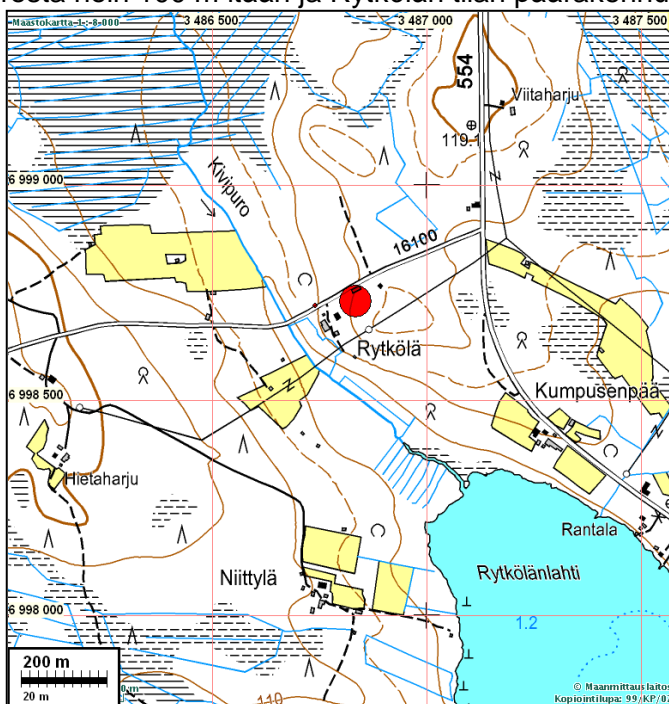 Maastokartta 1:8 000
3 486 500
3 487 000
3 487 500
554
Viitaharju
119.1
Kivipuro
6 999 000
16100
Rytkölä
6 998 500
Kumpusenpää
Hietaharju
Rantala
Niittylä
Rytkölänlahti
6 998 000
1.2
200 m
20 m
110
© Maanmittauslaitos
Kopiointilupa: 99/KP/02